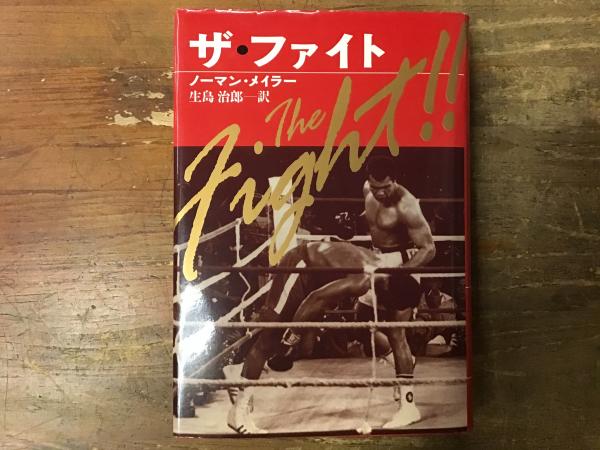 ザ・ファイト
ノーマン・メイラー
生島 治郎―訳
The
Fight!!